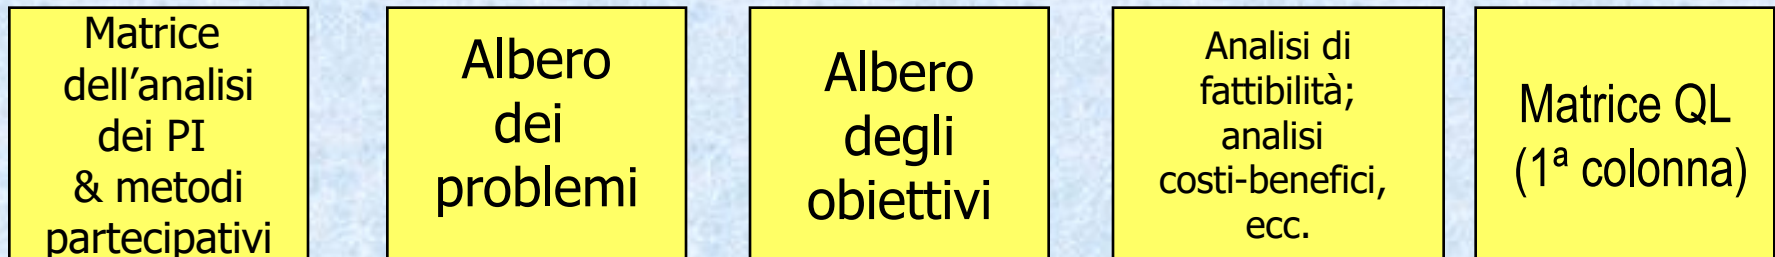 Matrice
dell’analisi
dei PI
& metodi
partecipativi
Albero
dei
problemi
Albero
degli
obiettivi
Analisi di
fattibilità;
analisi
costi-benefici,
ecc.
Matrice QL
(1ª colonna)